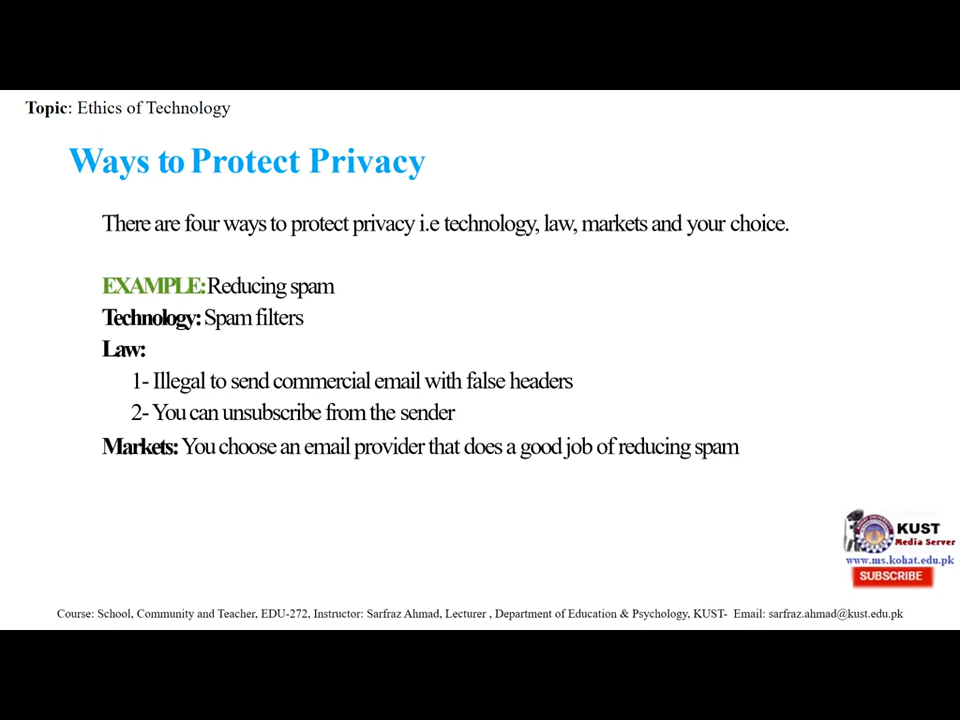 Topic: Ethics of Technology
Ways to Protect Privacy
There are four ways to protect privacy i.e technology, law, markets and your choice.
EXAMPLE: Reducing spam
Technology: Spam filters
Law:
1- Illegal to send commercial email with false headers
2- You can unsubscribe from the sender
Markets: You choose an email provider that does a good job of reducing spam
KUST
Media Server
www.ms.kohat.edu.pk
SUBSCRIBE
Course: School, Community and Teacher, EDU-272, Instructor: Sarfraz Ahmad, Lecturer , Department of Education & Psychology, KUST- Email: sarfraz.ahmad@kust.edu.pk